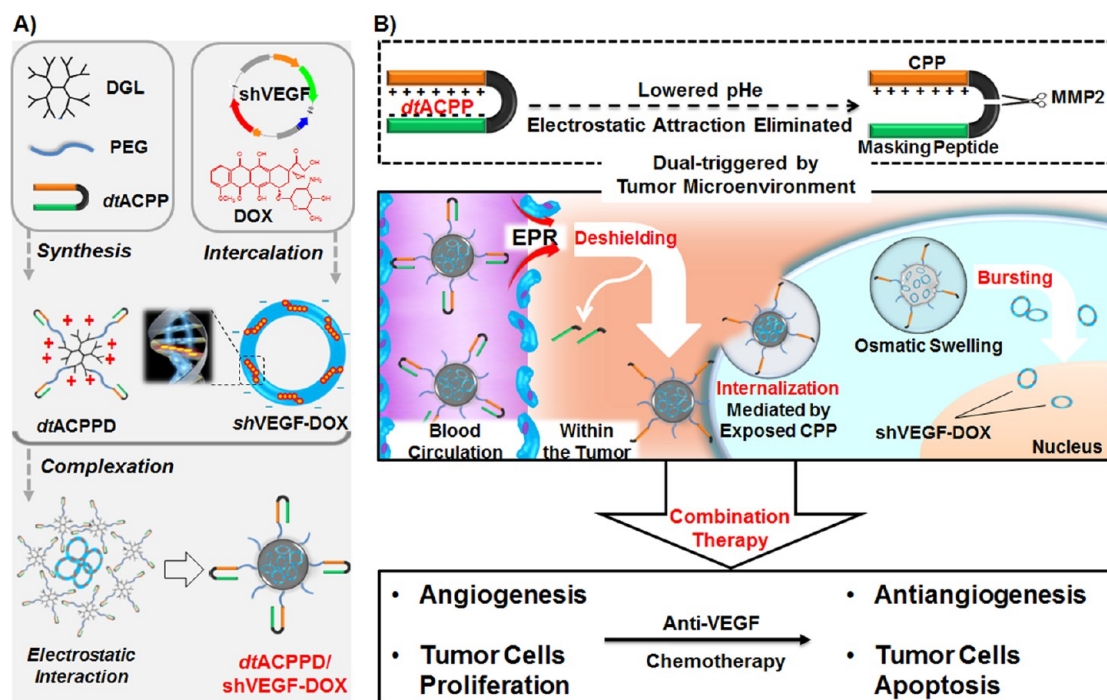 A)
DGL
PEG
dtACPP
shVEGF
DOX
Synthesis
Intercalation
dtACPPD
shVEGF-DOX
Complexation
Electrostatic
Interaction
dtACPPD/
shVEGF-DOX
B)
dtACPP
Lowered pHe
Electrostatic Attraction Eliminated
CPP
MMP2
Masking Peptide
Dual-triggered by
Tumor Microenvironment
EPR
Deshielding
Blood
Circulation
Within
the Tumor
Internalization
Mediated by
Exposed CPP
Osmatic Swelling
Bursting
shVEGF-DOX
Nucleus
Combination
Therapy
• Angiogenesis
• Tumor Cells
Proliferation
Anti-VEGF
Chemotherapy
• Antiangiogenesis
• Tumor Cells
Apoptosis